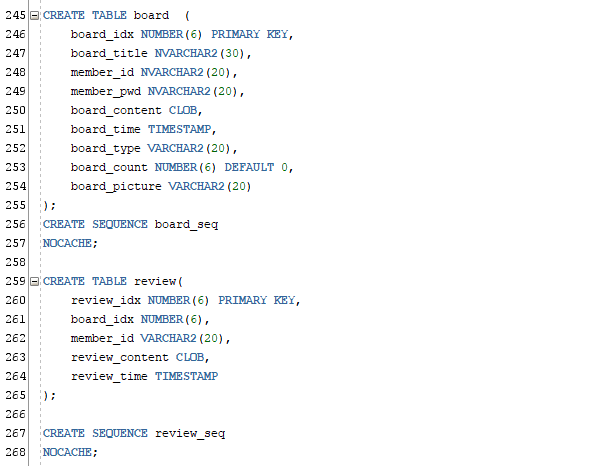 245 CREATE TABLE board (
246 board_idx NUMBER(6) PRIMARY KEY,
247 board_title NVARCHAR2(30),
248 member_id NVARCHAR2(20),
249 member_pwd NVARCHAR2(20),
250 board_content CLOB,
251 board_time TIMESTAMP,
252 board_type VARCHAR2(20),
253 board_count NUMBER(6) DEFAULT 0,
254 board_picture VARCHAR2(20)
255 );
256 CREATE SEQUENCE board_seq
257 NOCACHE;
258
259 CREATE TABLE review(
260 review_idx NUMBER(6) PRIMARY KEY,
261 board_idx NUMBER(6),
262 member_id VARCHAR2(20),
263 review_content CLOB,
264 review_time TIMESTAMP
265 );
266
267 CREATE SEQUENCE review_seq
268 NOCACHE;